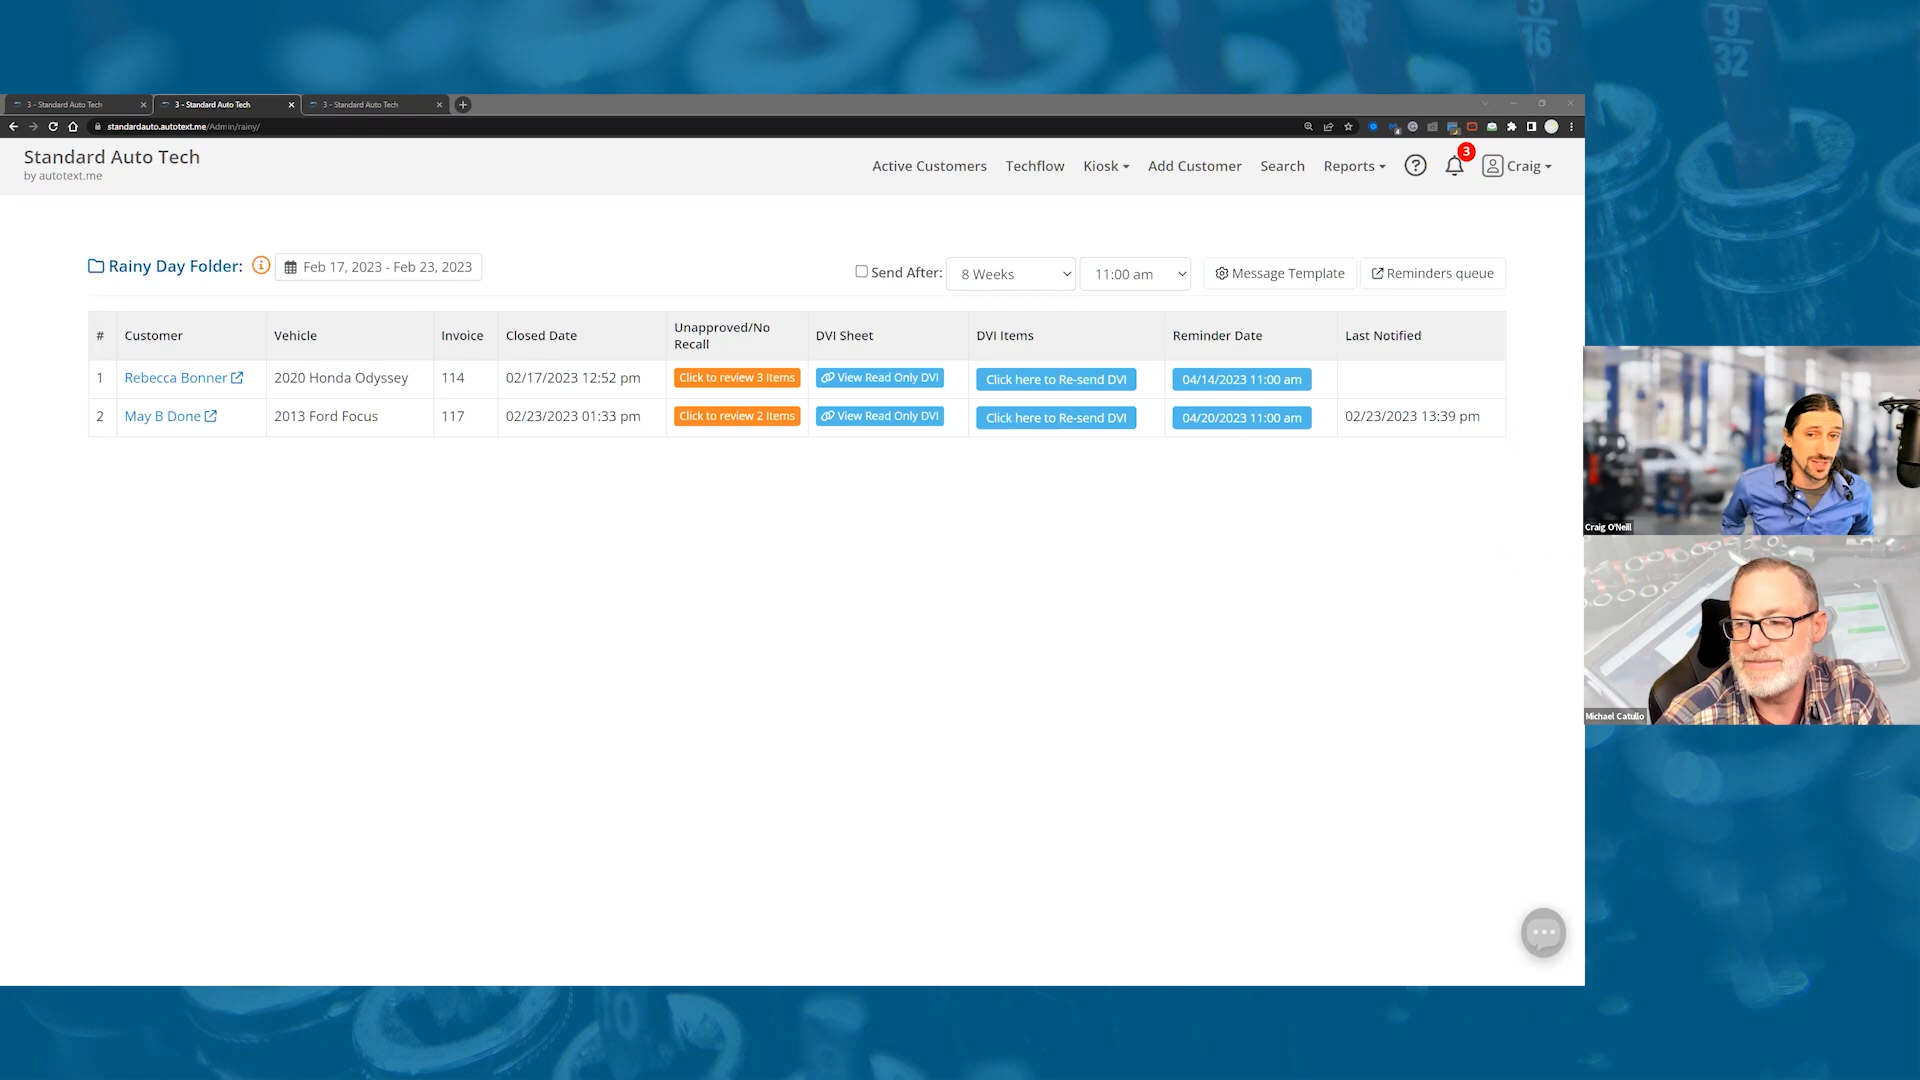 5
16
9
32
32
3 - Standard Auto Tech
3 - Standard Auto Tech
3 - Standard Auto Tech
standardauto.autotext.me/Admin/rainy/
Standard Auto Tech
by autotext.me
Active Customers
Techflow
Kiosk
Add Customer
Search
Reports
3
Craig
Rainy Day Folder:
Feb 17, 2023 - Feb 23, 2023
Send After:
8 Weeks
11:00 am
Message Template
Reminders queue
# Customer Vehicle Invoice Closed Date Unapproved/No Recall DVI Sheet DVI Items Reminder Date Last Notified
1 Rebecca Bonner 2020 Honda Odyssey 114 02/17/2023 12:52 pm Click to review 3 Items View Read Only DVI Click here to Re-send DVI 04/14/2023 11:00 am
2 May B Done 2013 Ford Focus 117 02/23/2023 01:33 pm Click to review 2 Items View Read Only DVI Click here to Re-send DVI 04/20/2023 11:00 am 02/23/2023 13:39 pm
Craig O'Neill
Michael Catullo